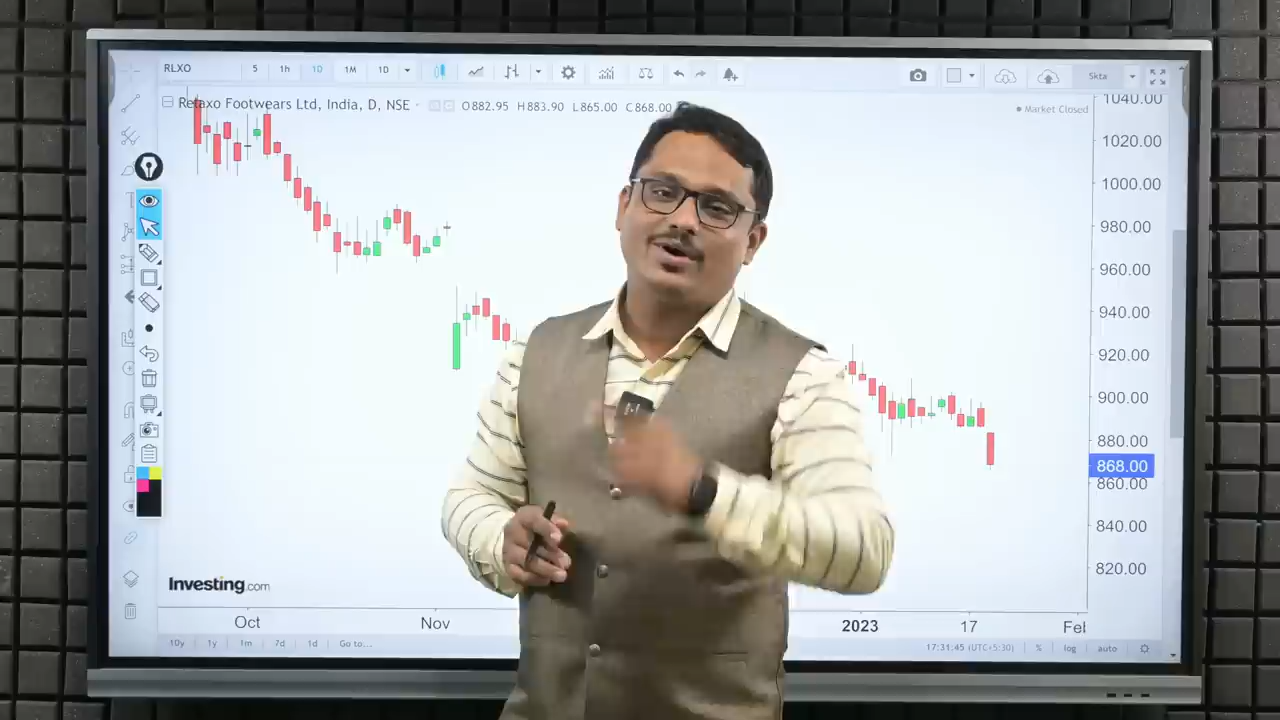 RLXO 5 1h 1D 1M 1D 5kta
Relaxo Footwears Ltd, India, D, NSE O882.95 H883.90 L865.00 C868.00
Market Closed
1040.00
1020.00
1000.00
980.00
960.00
940.00
920.00
900.00
880.00
868.00
860.00
840.00
820.00
Investing.com
Oct Nov 2023 17
10y 1y 1m 7d 1d Go to... 17:31:45 (UTC+5:30) % log auto